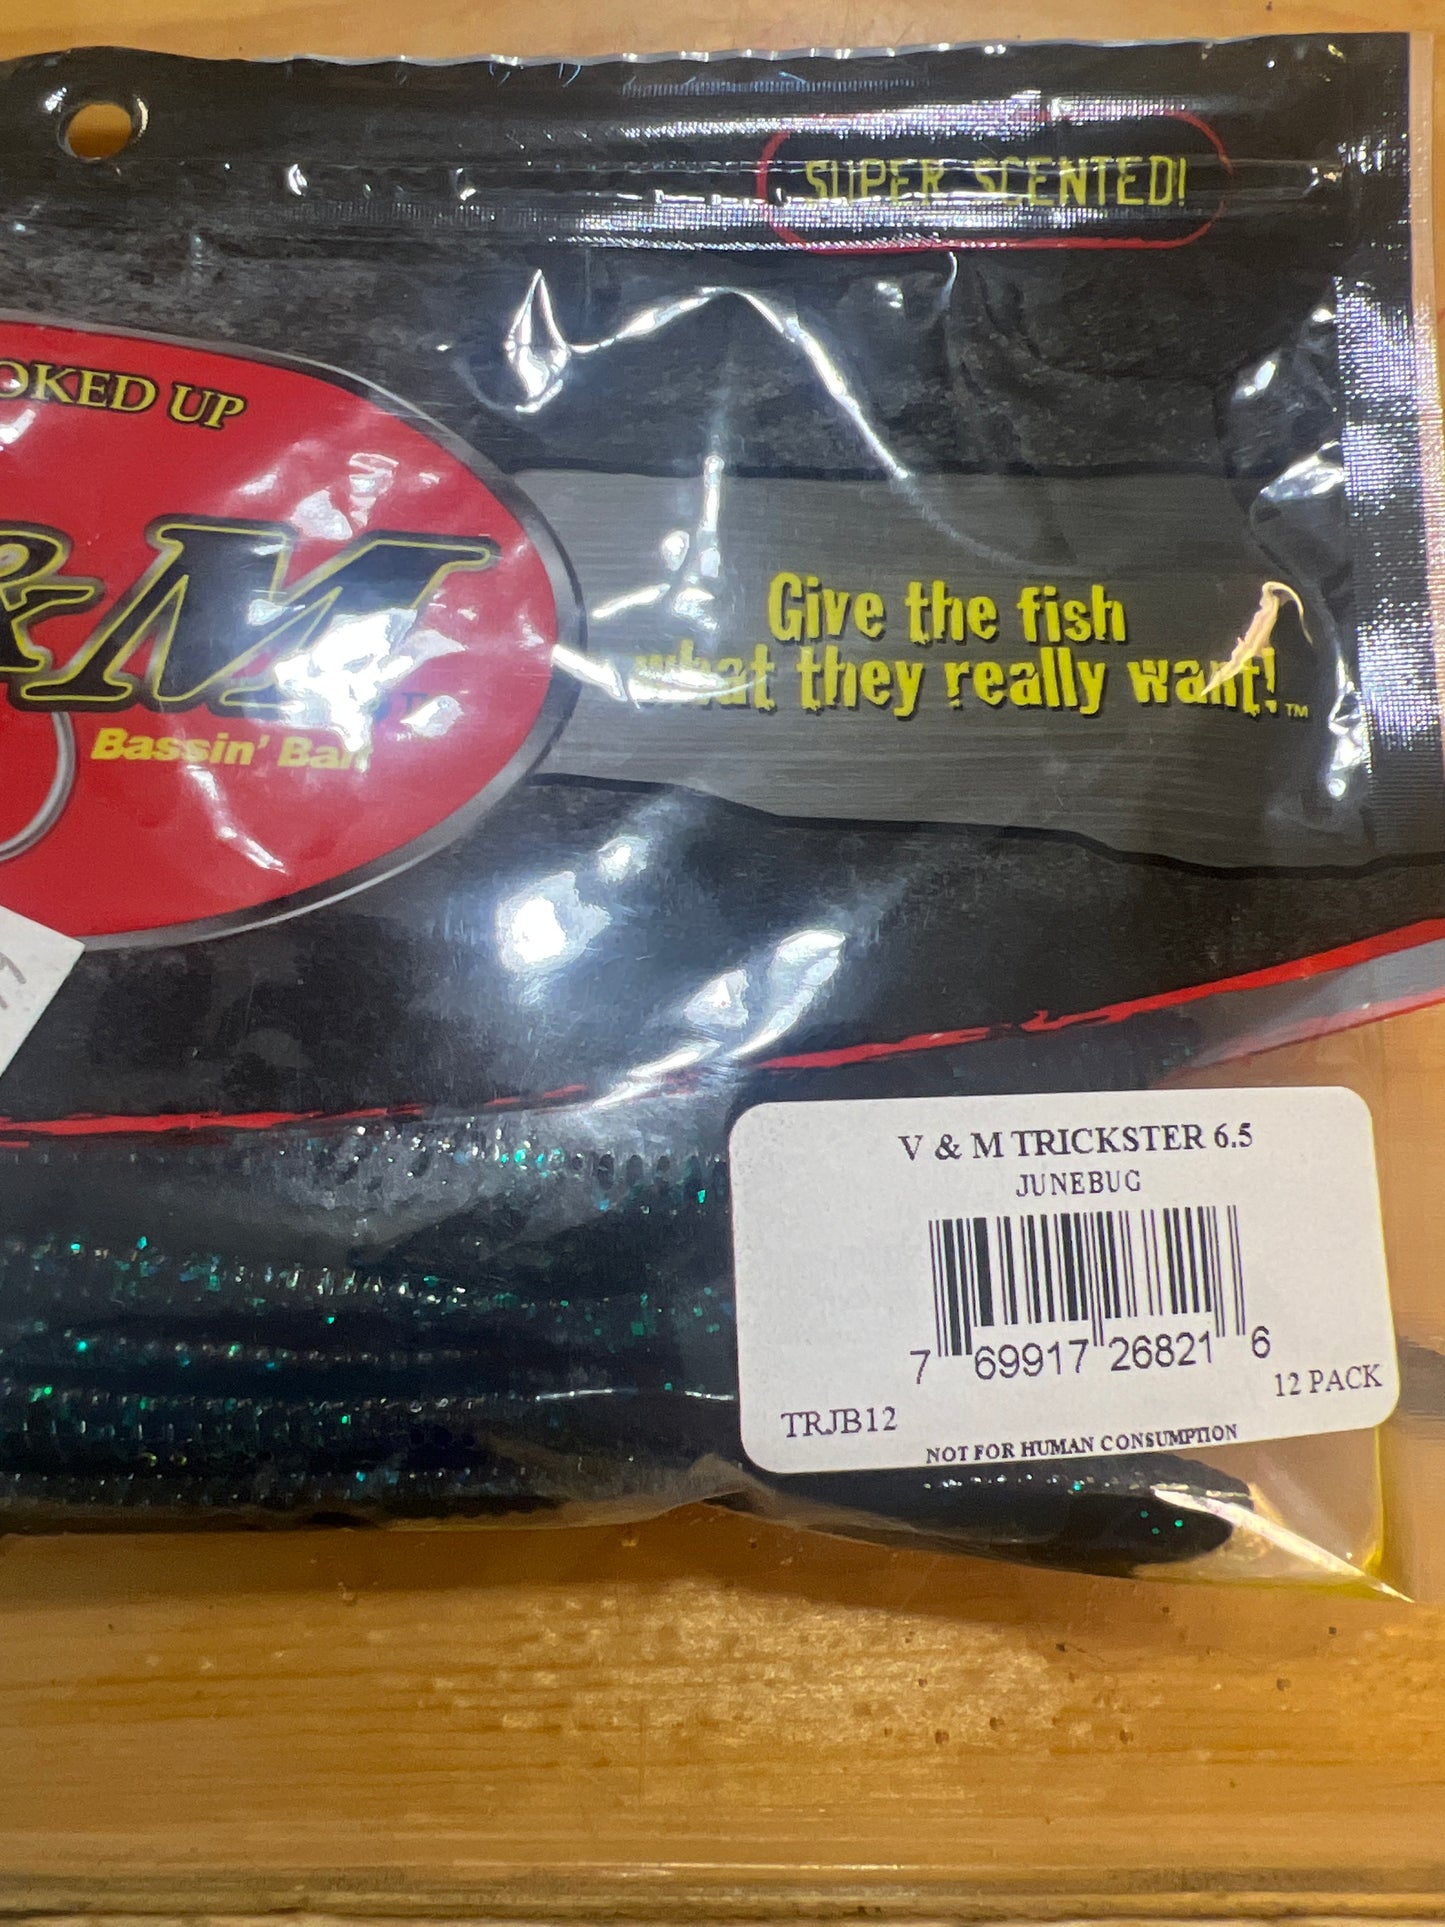 SUPER SCENTED!
OKED UP
&M
Bassin' Bait
Give the fish
what they really want!™
V & M TRICKSTER 6.5
JUNEBUG
7 69917 26821 6
12 PACK
TRJB12
NOT FOR HUMAN CONSUMPTION